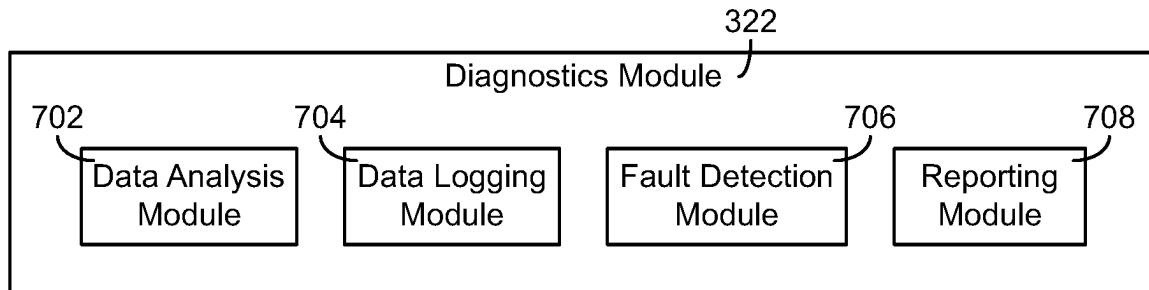 322
Diagnostics Module
702
704
706
708
Data Analysis
Module
Data Logging
Module
Fault Detection
Module
Reporting
Module